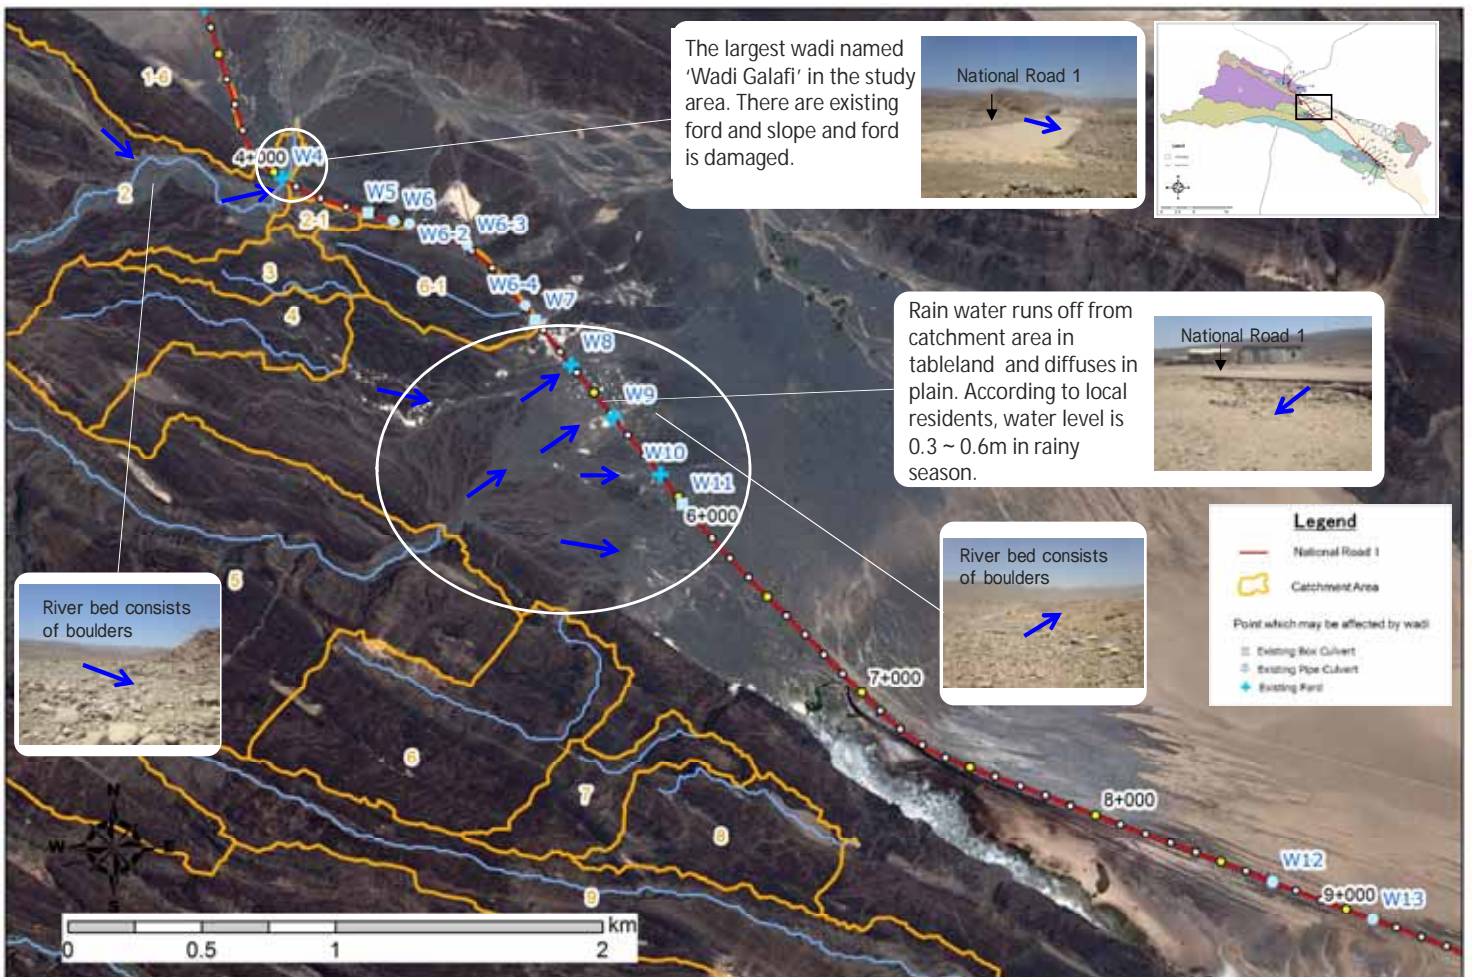 The largest wadi named
‘Wadi Galafi’ in the study
area. There are existing
ford and slope and ford
is damaged.
National Road 1
1-6
4+000
W4
2
W5
W6
2-1
W6-2
W6-3
3
6-1
W6-4
4
W7
W8
W9
W10
W11
6+000
Rain water runs off from
catchment area in
tableland and diffuses in
plain. According to local
residents, water level is
0.3 ~ 0.6m in rainy
season.
National Road 1
Legend
National Road 1
Catchment Area
Point which may be affected by wadi
Existing Box Culvert
Existing Pipe Culvert
Existing Ford
River bed consists
of boulders
5
River bed consists
of boulders
7+000
6
7
8+000
8
W12
9+000
W13
9
N
W
E
S
km
0
0.5
1
2